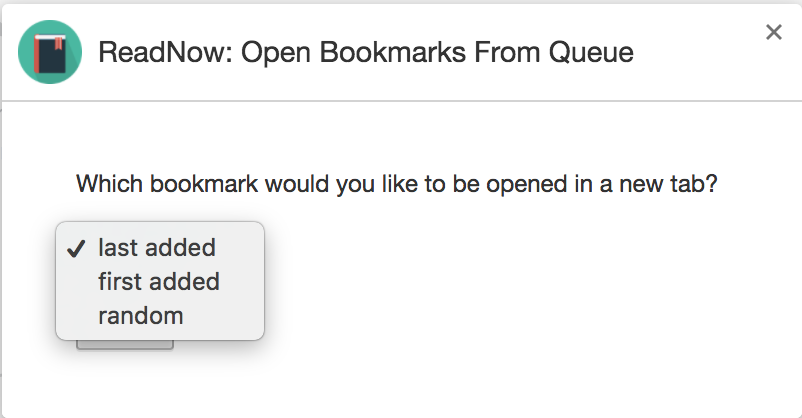 ReadNow: Open Bookmarks From Queue
Which bookmark would you like to be opened in a new tab?
✓ last added
first added
random